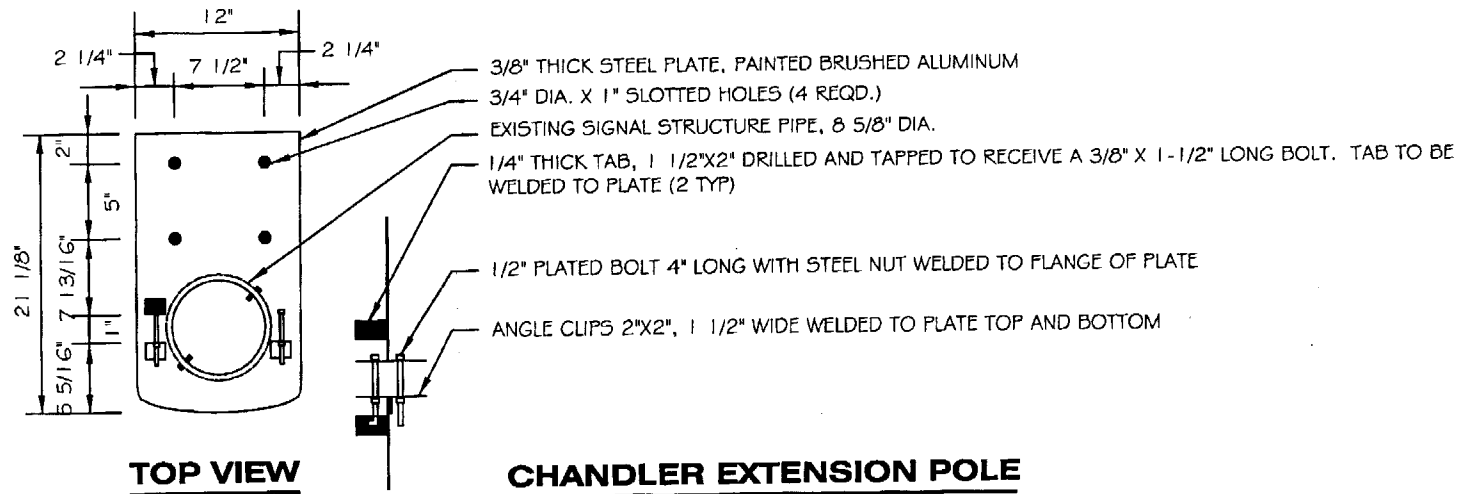 12"
2 1/4"
7 1/2"
2 1/4"
3/8" THICK STEEL PLATE, PAINTED BRUSHED ALUMINUM
3/4" DIA. X 1" SLOTTED HOLES (4 REQD.)
EXISTING SIGNAL STRUCTURE PIPE, 8 5/8" DIA.
1/4" THICK TAB, 1 1/2"X2" DRILLED AND TAPPED TO RECEIVE A 3/8" X 1-1/2" LONG BOLT. TAB TO BE
WELDED TO PLATE (2 TYP)
1/2" PLATED BOLT 4" LONG WITH STEEL NUT WELDED TO FLANGE OF PLATE
ANGLE CLIPS 2"X2", 1 1/2" WIDE WELDED TO PLATE TOP AND BOTTOM
2"
5"
7 13/16"
1"
5 5/16"
21 1/8"
TOP VIEW
CHANDLER EXTENSION POLE